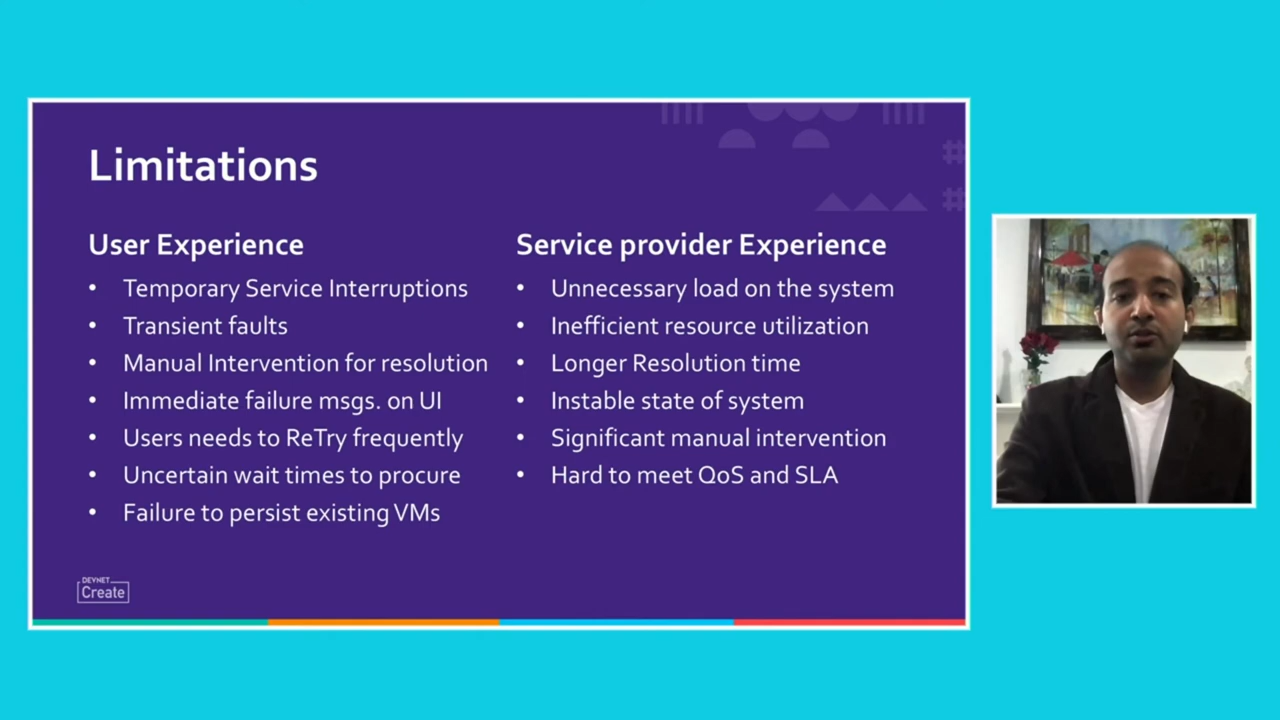 Limitations
User Experience
• Temporary Service Interruptions
• Transient faults
• Manual Intervention for resolution
• Immediate failure msgs. on UI
• Users needs to ReTry frequently
• Uncertain wait times to procure
• Failure to persist existing VMs
Service provider Experience
• Unnecessary load on the system
• Inefficient resource utilization
• Longer Resolution time
• Instable state of system
• Significant manual intervention
• Hard to meet QoS and SLA
DEVNET
Create